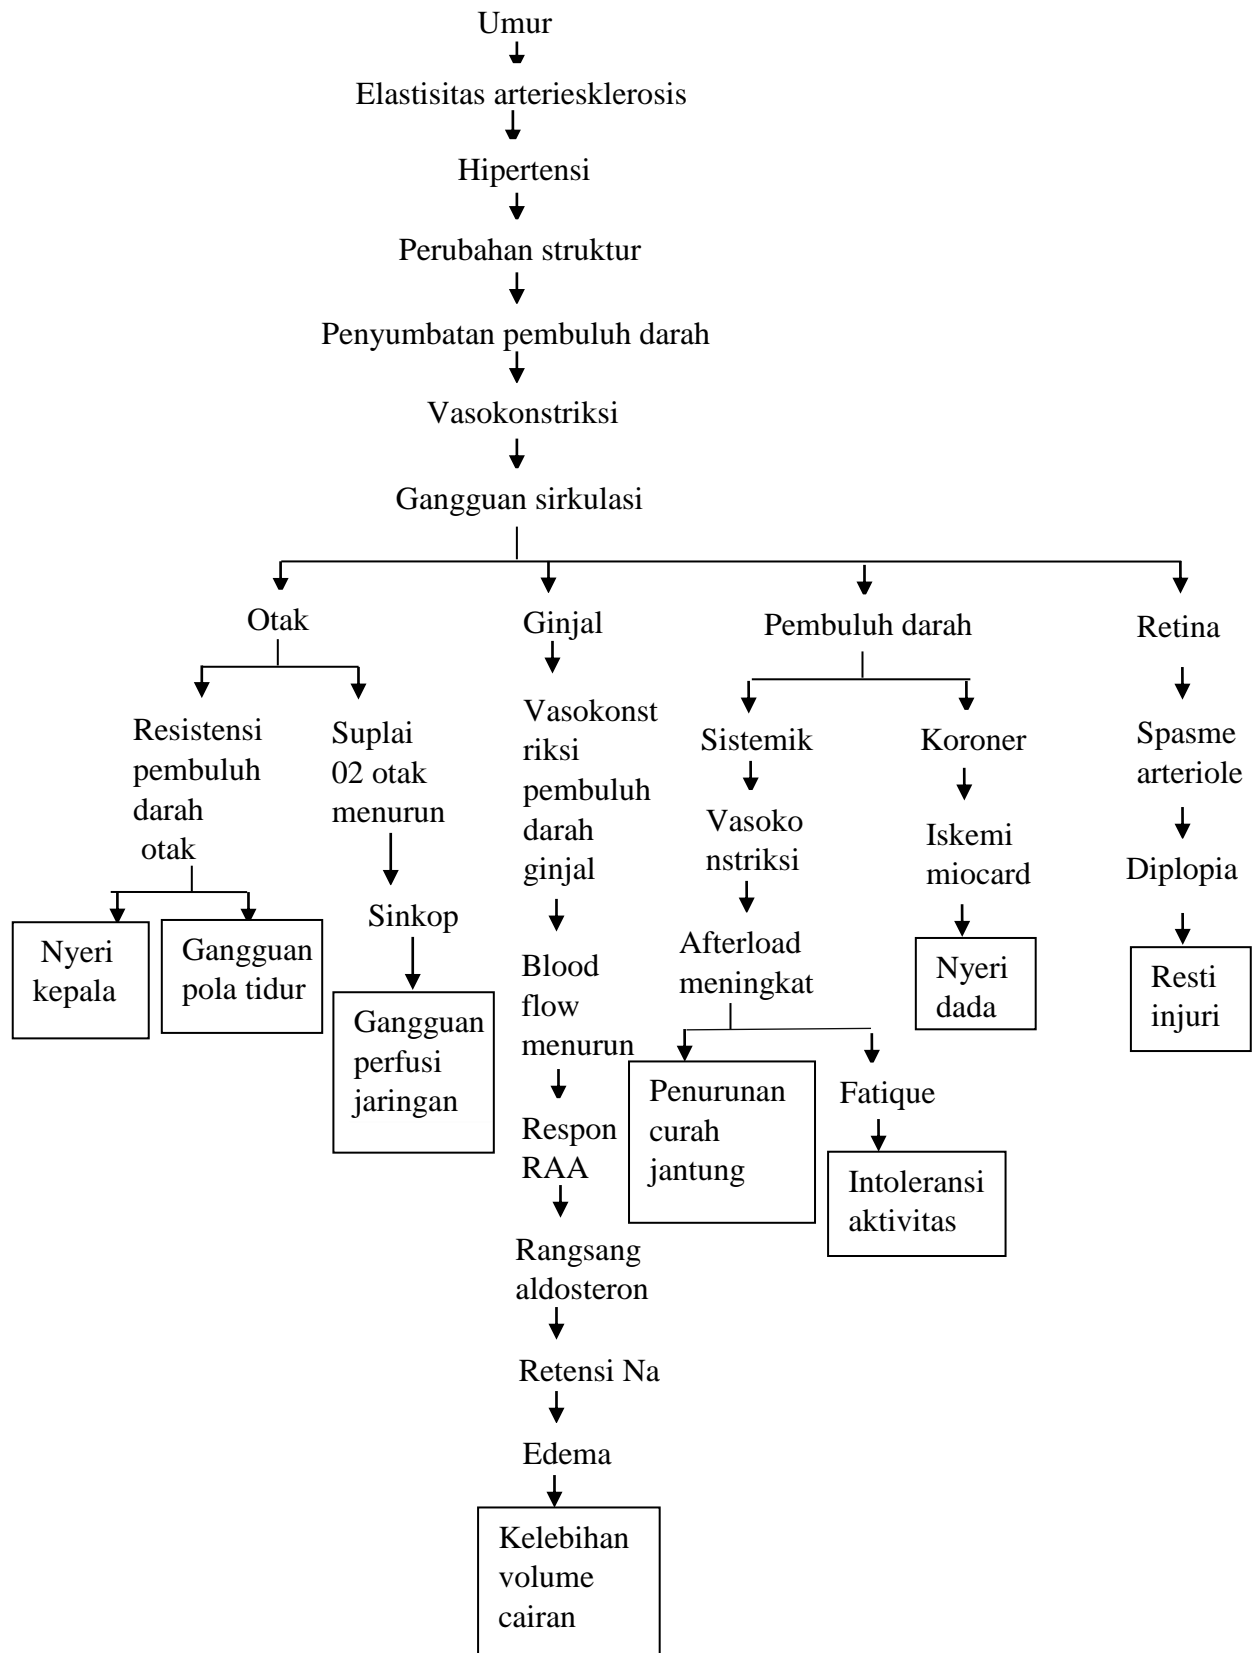 Umur
Elastisitas arteriesklerosis
Hipertensi
Perubahan struktur
Penyumbatan pembuluh darah
Vasokonstriksi
Gangguan sirkulasi
Otak
Resistensi
pembuluh
darah
otak
Nyeri
kepala
Gangguan
pola tidur
Suplai
02 otak
menurun
Sinkop
Gangguan
perfusi
jaringan
Ginjal
Vasokonst
riksi
pembuluh
darah
ginjal
Blood
flow
menurun
Respon
RAA
Rangsang
aldosteron
Retensi Na
Edema
Kelebihan
volume
cairan
Pembuluh darah
Sistemik
Vasoko
nstriksi
Afterload
meningkat
Penurunan
curah
jantung
Fatique
Intoleransi
aktivitas
Koroner
Iskemi
miocard
Nyeri
dada
Retina
Spasme
arteriole
Diplopia
Resti
injuri